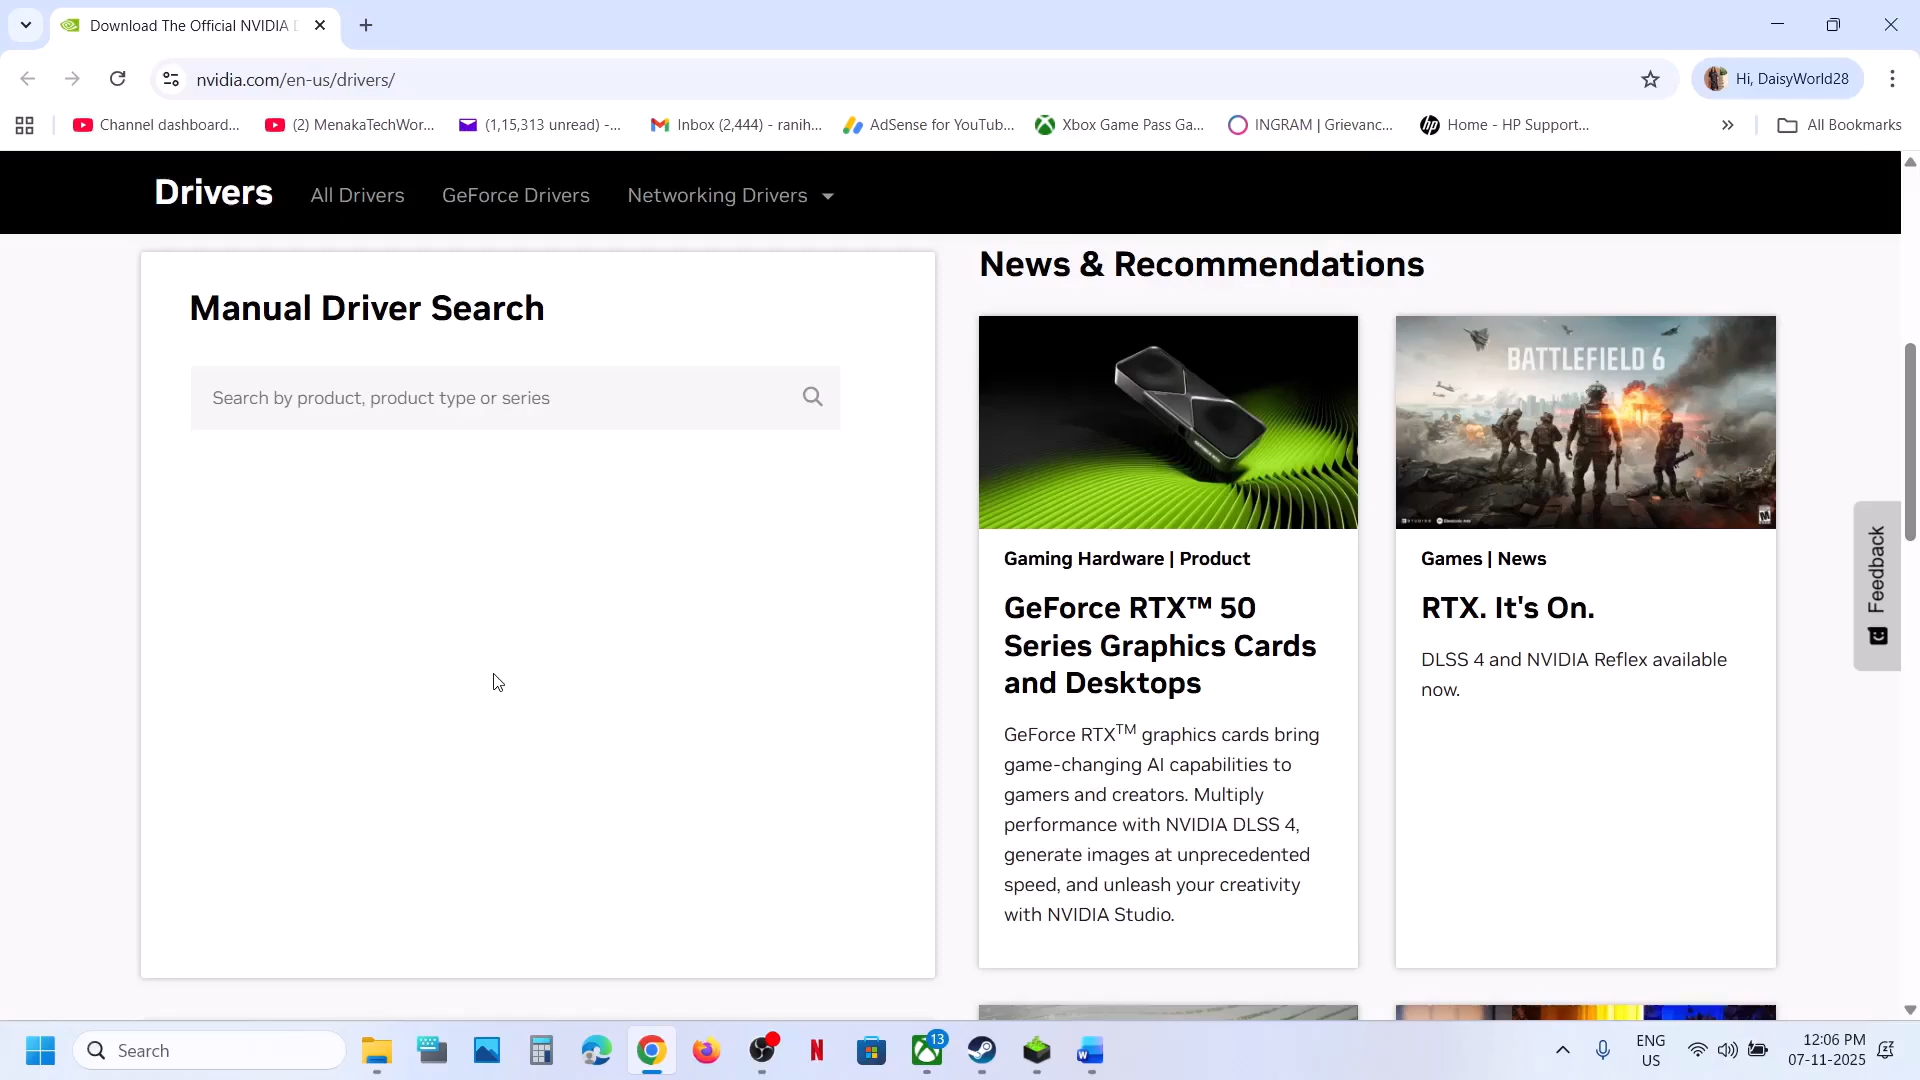 Download The Official NVIDIA D
nvidia.com/en-us/drivers/
Hi, DaisyWorld28
Channel dashboard...
(2) MenakaTechWor...
(1,15,313 unread) -...
Inbox (2,444) - ranih...
AdSense for YouTub...
Xbox Game Pass Ga...
INGRAM | Grievanc...
Home - HP Support...
All Bookmarks
Drivers
All Drivers
GeForce Drivers
Networking Drivers
Manual Driver Search
Search by product, product type or series
News & Recommendations
BATTLEFIELD 6
Gaming Hardware | Product
GeForce RTX™ 50
Series Graphics Cards
and Desktops
GeForce RTX™ graphics cards bring
game-changing AI capabilities to
gamers and creators. Multiply
performance with NVIDIA DLSS 4,
generate images at unprecedented
speed, and unleash your creativity
with NVIDIA Studio.
Games | News
RTX. It's On.
DLSS 4 and NVIDIA Reflex available
now.
Feedback
Search
13
ENG
US
12:06 PM
07-11-2025